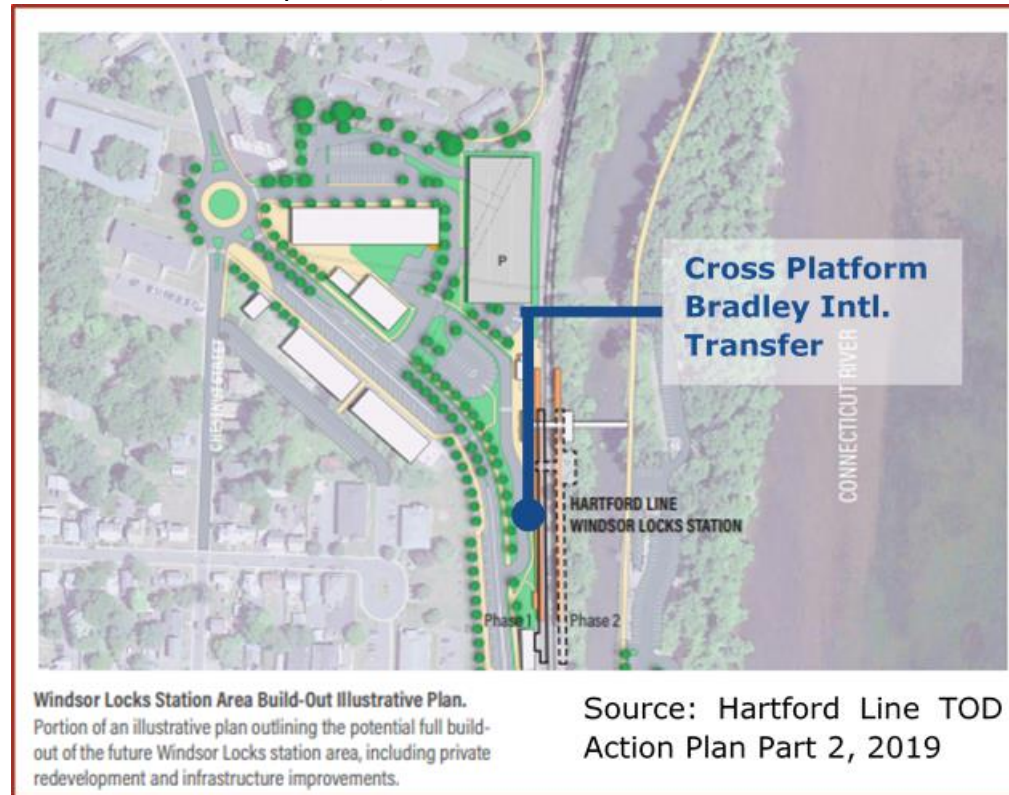 P
Cross Platform
Bradley Intl.
Transfer
CHESTNUT STREET
CONNECTICUT RIVER
HARTFORD LINE
WINDSOR LOCKS STATION
Phase 1
Phase 2
Windsor Locks Station Area Build-Out Illustrative Plan.
Portion of an illustrative plan outlining the potential full build-
out of the future Windsor Locks station area, including private
redevelopment and infrastructure improvements.
Source: Hartford Line TOD
Action Plan Part 2, 2019